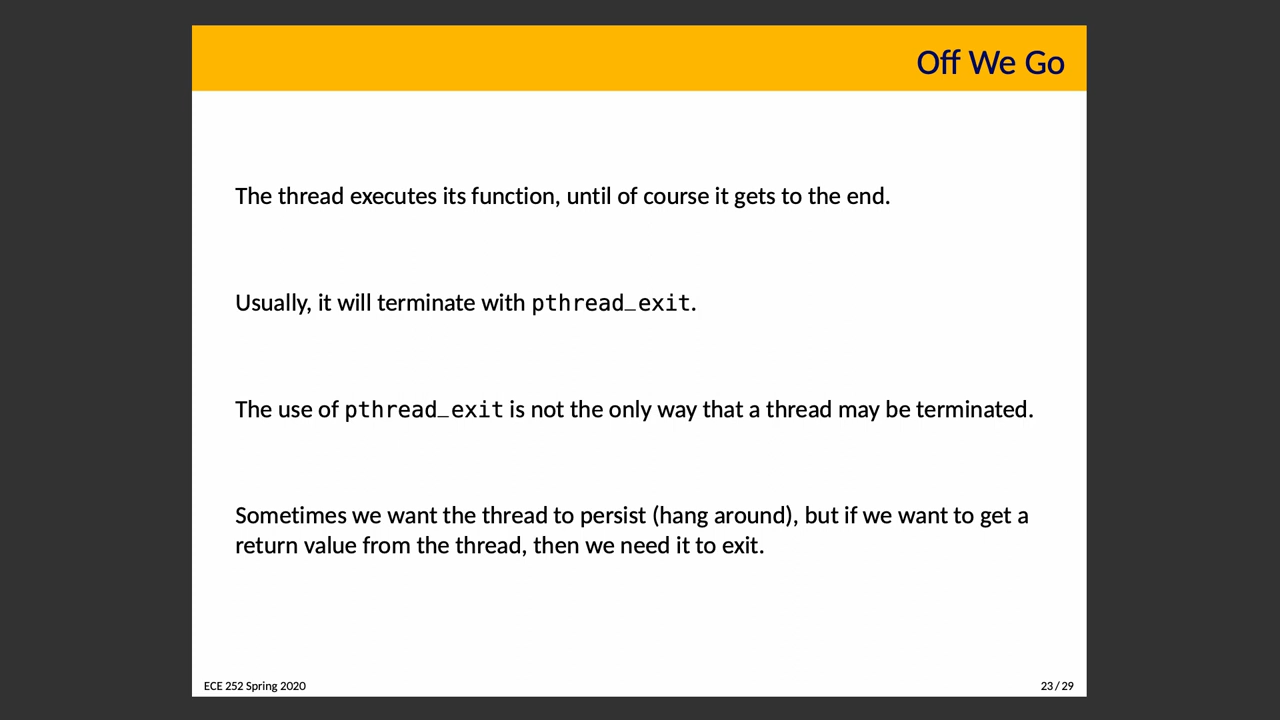 Off We Go
The thread executes its function, until of course it gets to the end.
Usually, it will terminate with pthread_exit.
The use of pthread_exit is not the only way that a thread may be terminated.
Sometimes we want the thread to persist (hang around), but if we want to get a
return value from the thread, then we need it to exit.
ECE 252 Spring 2020
23 / 29